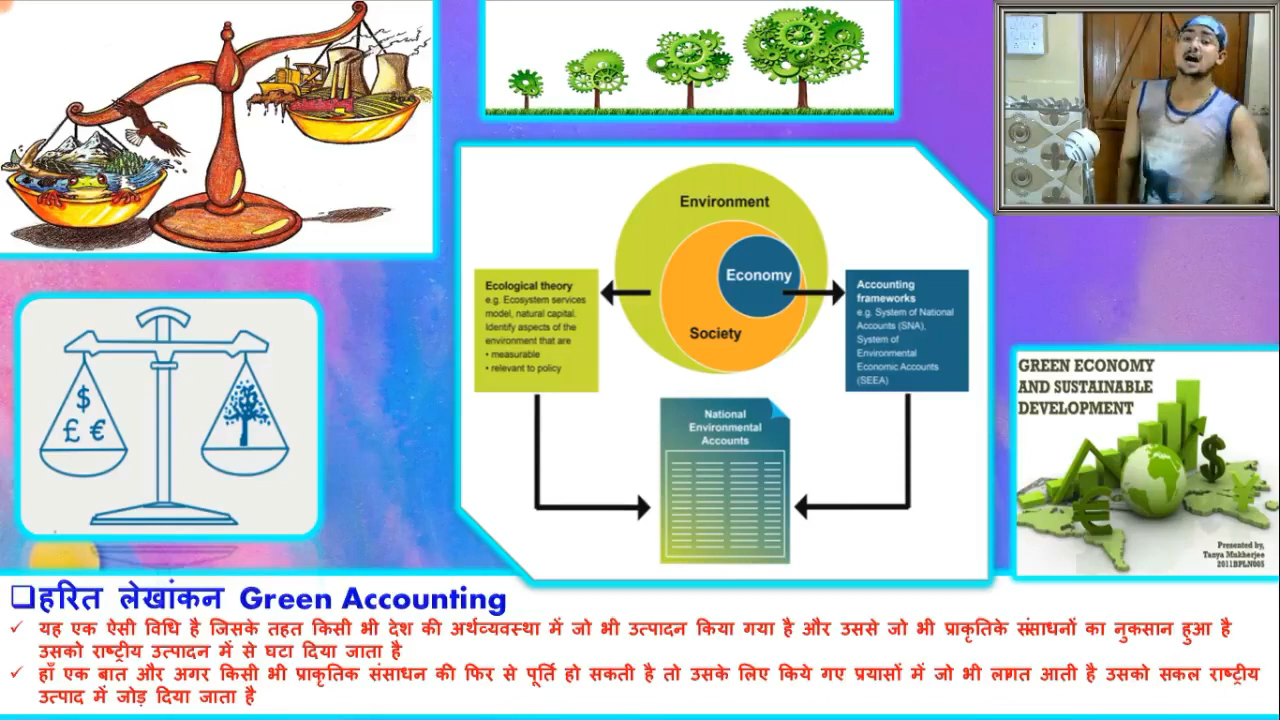 Environment
Economy
Society
Ecological theory
e.g. Ecosystem services
model, natural capital.
Identify aspects of the
environment that are
• measurable
• relevant to policy
Accounting
frameworks
e.g. System of National
Accounts (SNA),
System of
Environmental
Economic Accounts
(SEEA)
National
Environmental
Accounts
$
£ €
GREEN ECONOMY
AND SUSTAINABLE
DEVELOPMENT
$
€
¥
Presented by,
Tanya Mukherjee
2011BPLN005
❑हरित लेखांकन Green Accounting
✓ यह एक ऐसी विधि है जिसके तहत किसी भी देश की अर्थव्यवस्था में जो भी उत्पादन किया गया है और उससे जो भी प्राकृतिके संसाधनों का नुकसान हुआ है
उसको राष्ट्रीय उत्पादन में से घटा दिया जाता है
✓ हाँ एक बात और अगर किसी भी प्राकृतिक संसाधन की फिर से पूर्ति हो सकती है तो उसके लिए किये गए प्रयासों में जो भी लागत आती है उसको सकल राष्ट्रीय
उत्पाद में जोड़ दिया जाता है